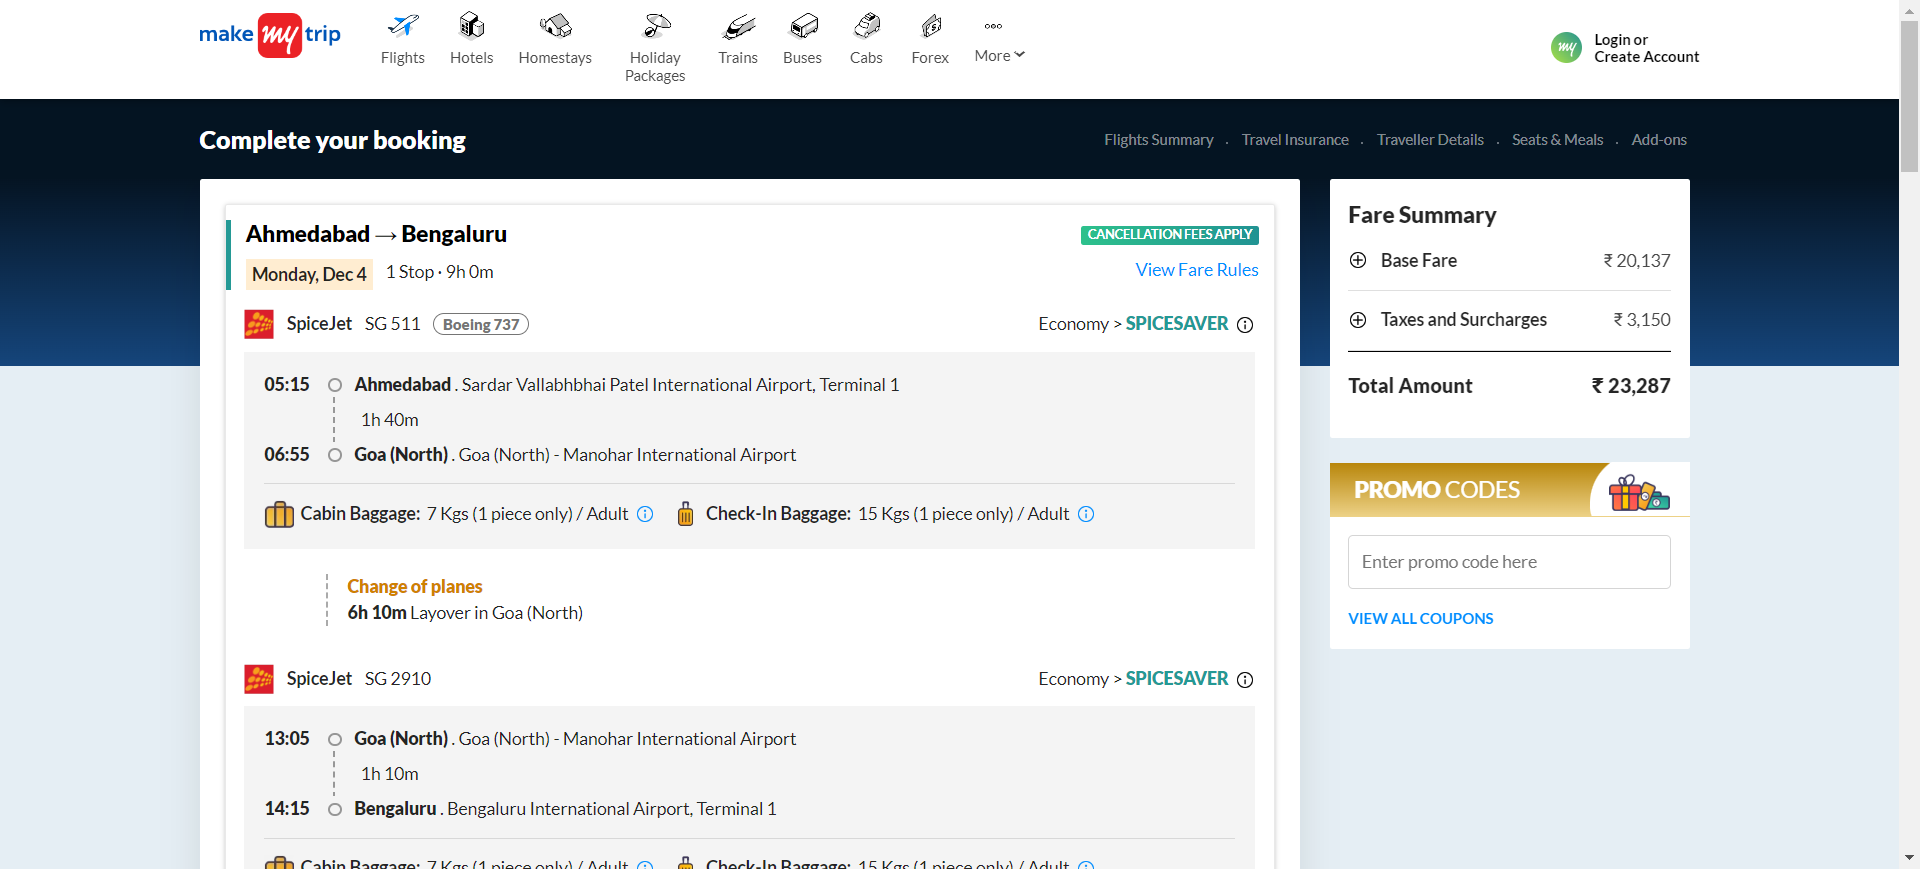 make my trip
Flights
Hotels
Homestays
Holiday
Packages
Trains
Buses
Cabs
Forex
More
my
Login or
Create Account
Complete your booking
Flights Summary . Travel Insurance . Traveller Details . Seats & Meals . Add-ons
Ahmedabad → Bengaluru
CANCELLATION FEES APPLY
Monday, Dec 4 1 Stop · 9h 0m
View Fare Rules
SpiceJet SG 511 Boeing 737
Economy > SPICESAVER
05:15 Ahmedabad . Sardar Vallabhbhai Patel International Airport, Terminal 1
1h 40m
06:55 Goa (North) . Goa (North) - Manohar International Airport
Cabin Baggage: 7 Kgs (1 piece only) / Adult Check-In Baggage: 15 Kgs (1 piece only) / Adult
Change of planes
6h 10m Layover in Goa (North)
SpiceJet SG 2910
Economy > SPICESAVER
13:05 Goa (North) . Goa (North) - Manohar International Airport
1h 10m
14:15 Bengaluru . Bengaluru International Airport, Terminal 1
Cabin Baggage: 7 Kgs (1 piece only) / Adult Check-In Baggage: 15 Kgs (1 piece only) / Adult
Fare Summary
Base Fare ₹ 20,137
Taxes and Surcharges ₹ 3,150
Total Amount ₹ 23,287
PROMO CODES
Enter promo code here
VIEW ALL COUPONS